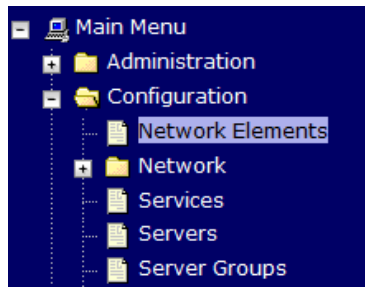 Main Menu
Administration
Configuration
Network Elements
Network
Services
Servers
Server Groups